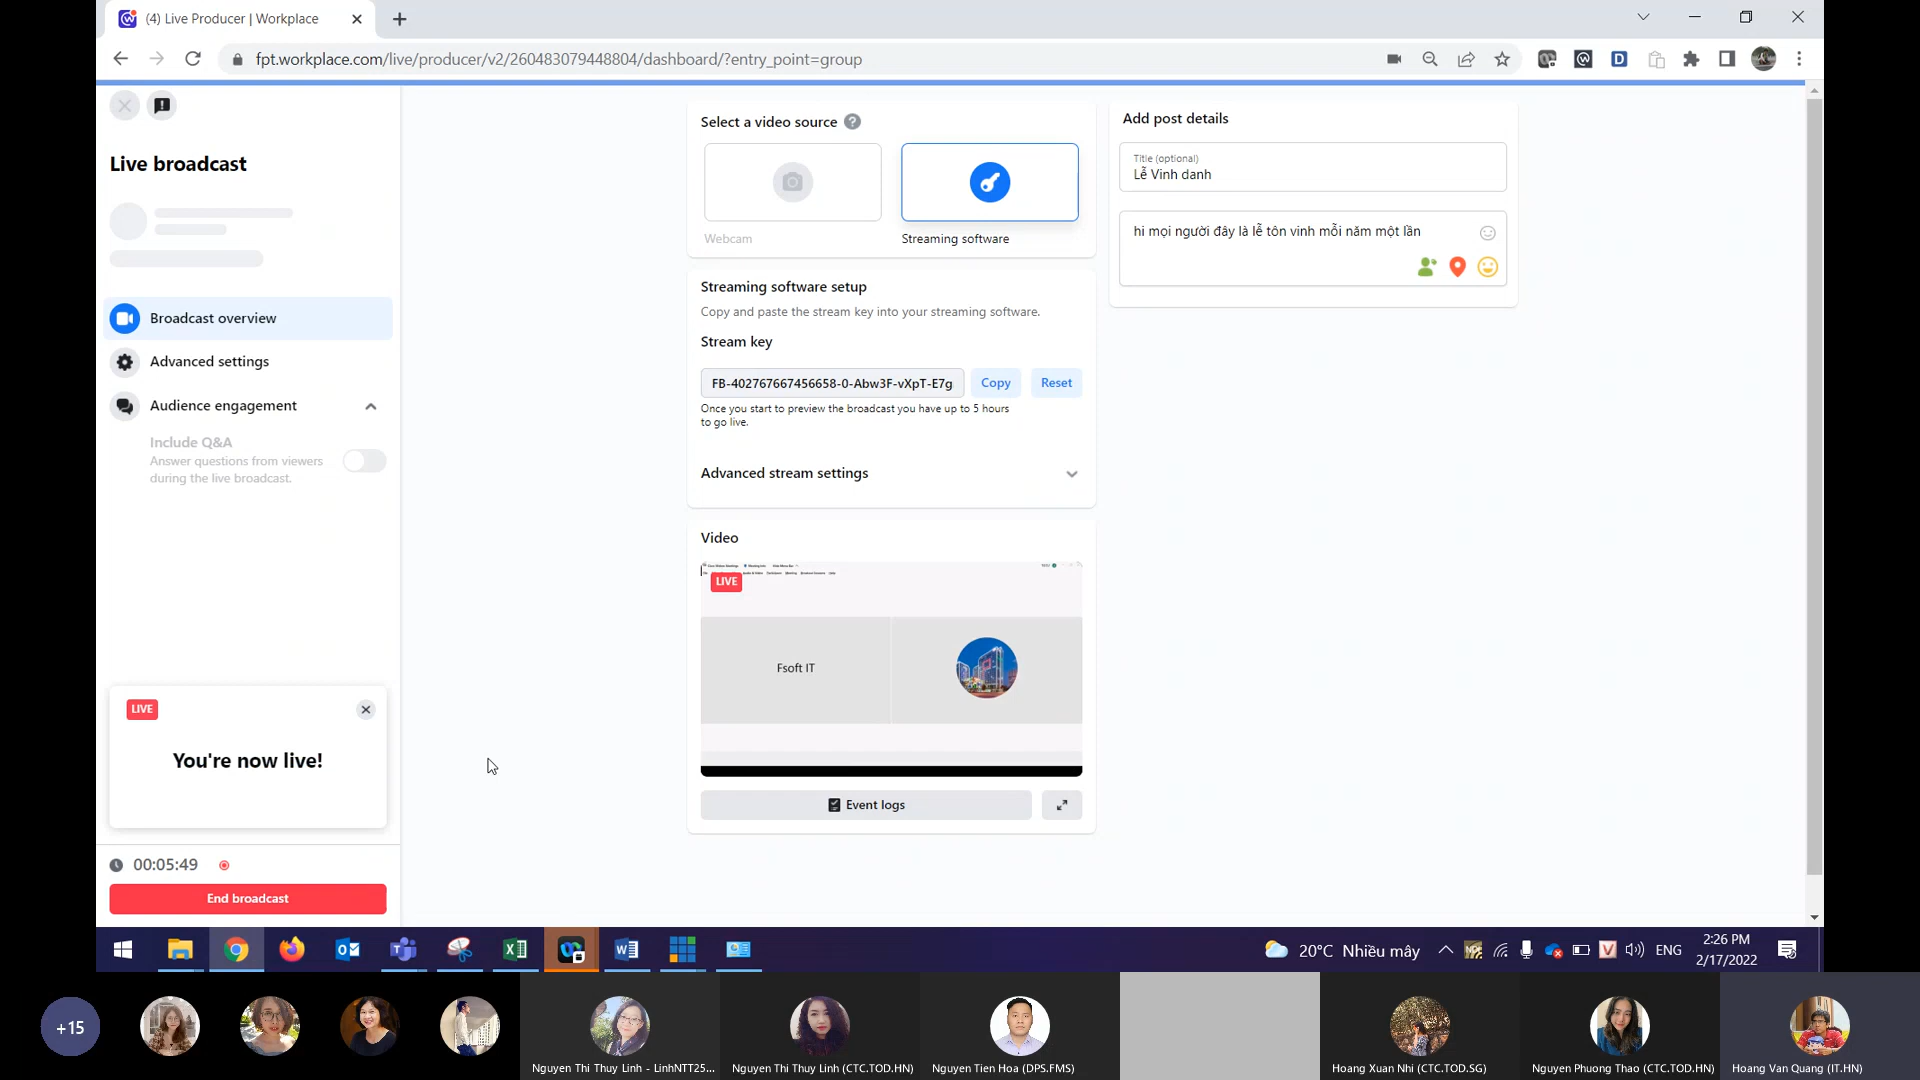 (4) Live Producer | Workplace
fpt.workplace.com/live/producer/v2/260483079448804/dashboard/?entry_point=group
Live broadcast
Broadcast overview
Advanced settings
Audience engagement
Include Q&A
Answer questions from viewers
during the live broadcast.
LIVE
You're now live!
00:05:49
End broadcast
Select a video source
Webcam
Streaming software
Streaming software setup
Copy and paste the stream key into your streaming software.
Stream key
FB-402767667456658-0-Abw3F-vXpT-E7g
Copy
Reset
Once you start to preview the broadcast you have up to 5 hours
to go live.
Advanced stream settings
Video
LIVE
Fsoft IT
Event logs
Add post details
Title (optional)
Lễ Vinh danh
hi mọi người đây là lễ tôn vinh mỗi năm một lần
20°C Nhiều mây
ENG
2:26 PM
2/17/2022
+15
Nguyen Thi Thuy Linh - LinhNTT25...
Nguyen Thi Thuy Linh (CTC.TOD.HN)
Nguyen Tien Hoa (DPS.FMS)
Hoang Xuan Nhi (CTC.TOD.SG)
Nguyen Phuong Thao (CTC.TOD.HN)
Hoang Van Quang (IT.HN)